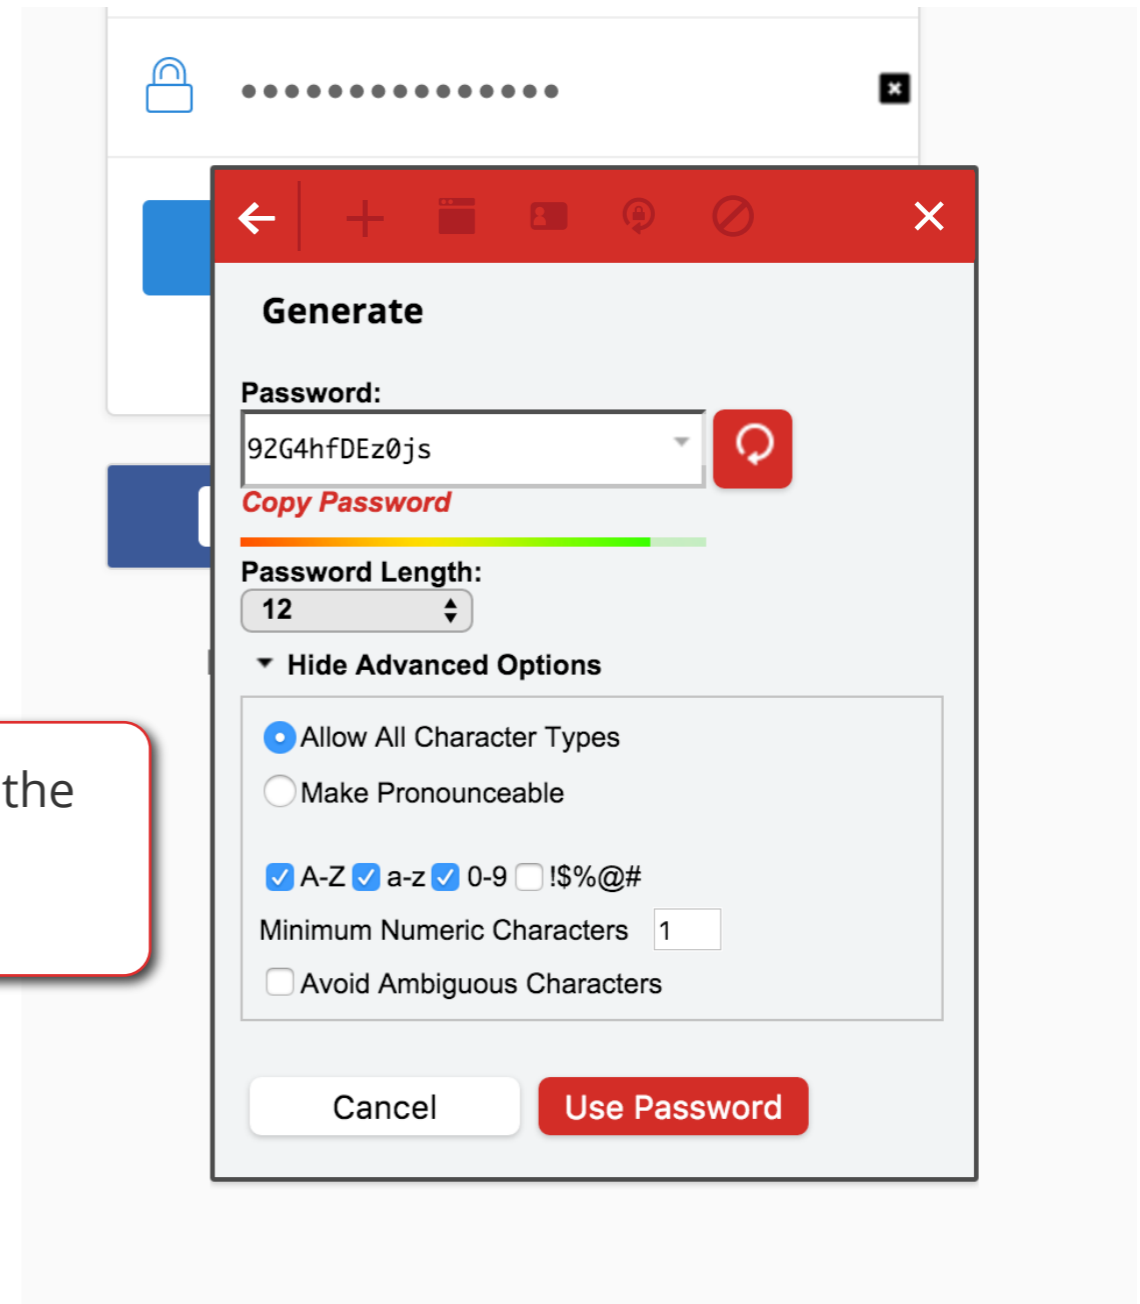 Generate
Password:
92G4hfDEz0js
Copy Password
Password Length:
12
Hide Advanced Options
Allow All Character Types
Make Pronounceable
the
A-Z a-z 0-9 !$%@#
Minimum Numeric Characters 1
Avoid Ambiguous Characters
Cancel Use Password